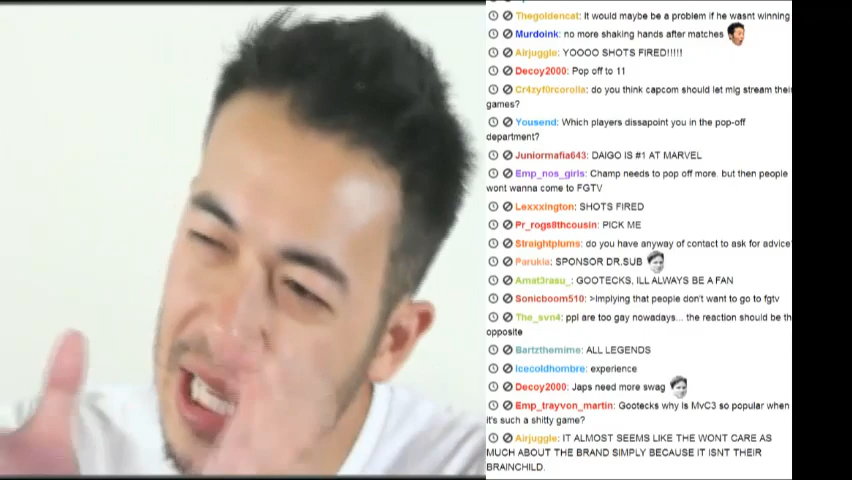 Thegoldencat: It would maybe be a problem if he wasnt winning
Murdoink: no more shaking hands after matches
Airjuggle: YOOOO SHOTS FIRED!!!!!
Decoy2000: Pop off to 11
Cr4zyf0rcorolla: do you think capcom should let mlg stream their
games?
Yousend: Which players dissapoint you in the pop-off
department?
Juniormafia643: DAIGO IS #1 AT MARVEL
Emp_nos_girls: Champ needs to pop off more. but then people
wont wanna come to FGTV
Lexxxington: SHOTS FIRED
Pr_rogs8thcousin: PICK ME
Straightplums: do you have anyway of contact to ask for advice
Parukia: SPONSOR DR.SUB
Amat3rasu_: GOOTECKS, ILL ALWAYS BE A FAN
Sonicboom510: >implying that people don't want to go to fgtv
The_svn4: ppl are too gay nowadays... the reaction should be th
opposite
Bartzthemime: ALL LEGENDS
Icecoldhombre: experience
Decoy2000: Japs need more swag
Emp_trayvon_martin: Gootecks why is MvC3 so popular when
it's such a shitty game?
Airjuggle: IT ALMOST SEEMS LIKE THE WONT CARE AS
MUCH ABOUT THE BRAND SIMPLY BECAUSE IT ISNT THEIR
BRAINCHILD.